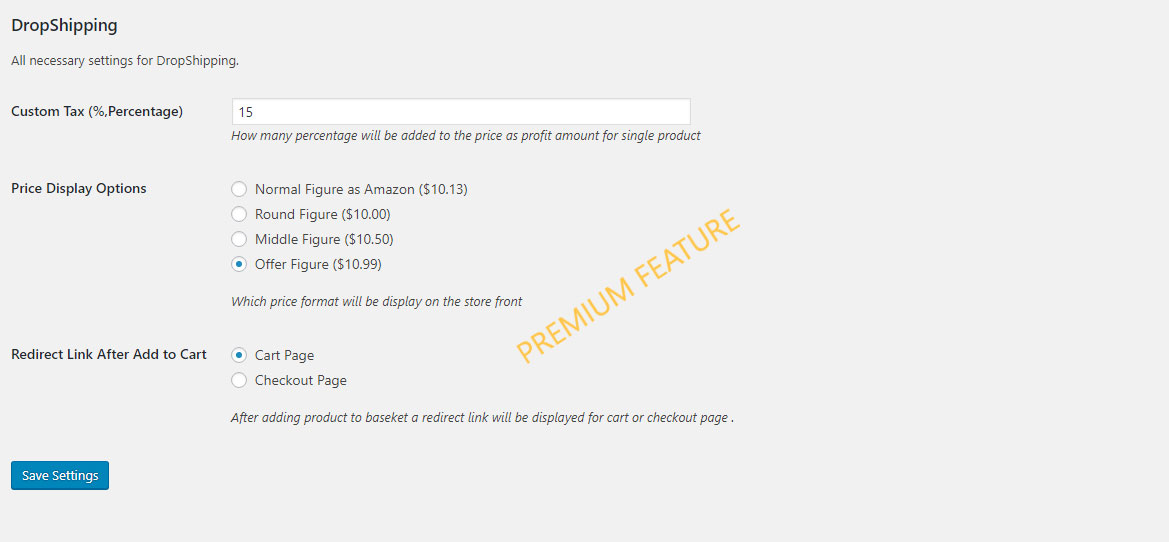 DropShipping
All necessary settings for DropShipping.
Custom Tax (%,Percentage)
15
How many percentage will be added to the price as profit amount for single product
Price Display Options
Normal Figure as Amazon ($10.13)
Round Figure ($10.00)
Middle Figure ($10.50)
Offer Figure ($10.99)
Which price format will be display on the store front
PREMIUM FEATURE
Redirect Link After Add to Cart
Cart Page
Checkout Page
After adding product to baseket a redirect link will be displayed for cart or checkout page .
Save Settings